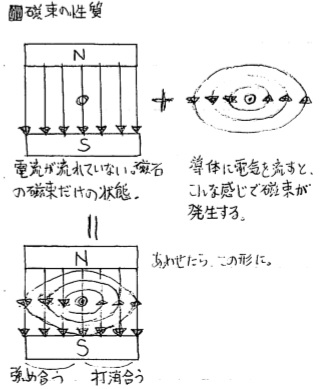 磁束の性質
N
S
電流が流れていない。磁石
の磁束だけの状態。
導体に電気を流すと、
こんな感じで磁束が
発生する。
N
あわせたら、この形に。
S
強め合う 打消合う